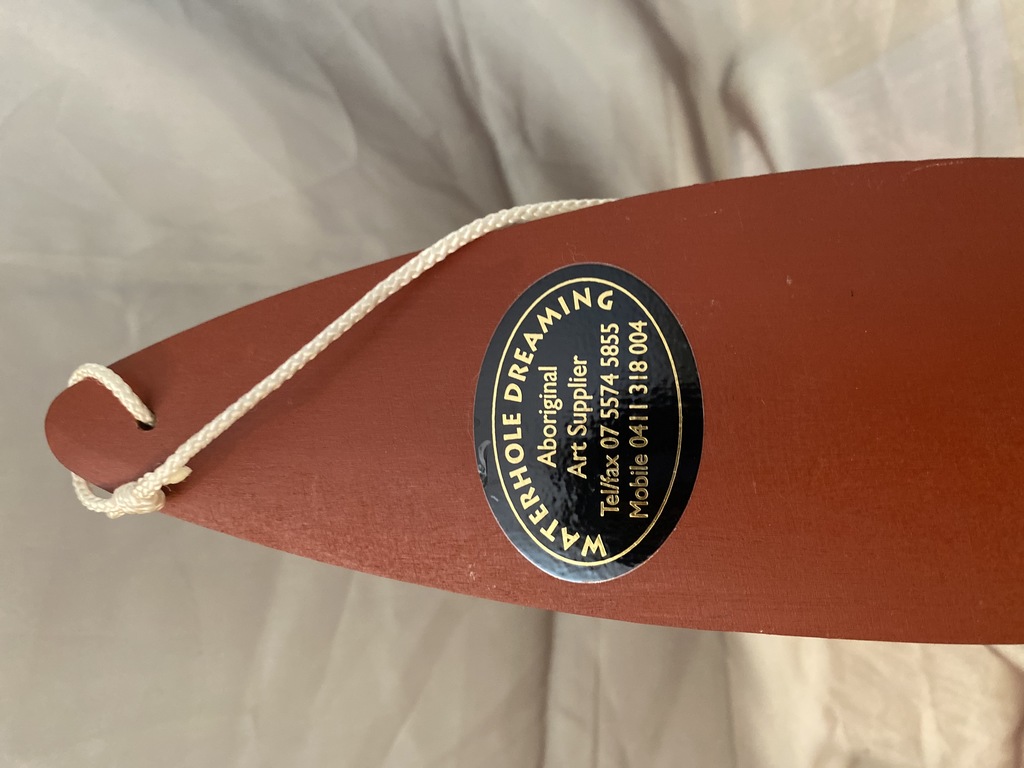 WATERHOLE DREAMING
Aboriginal
Art Supplier
Tel/fax 07 5574 5855
Mobile 0411 318 004